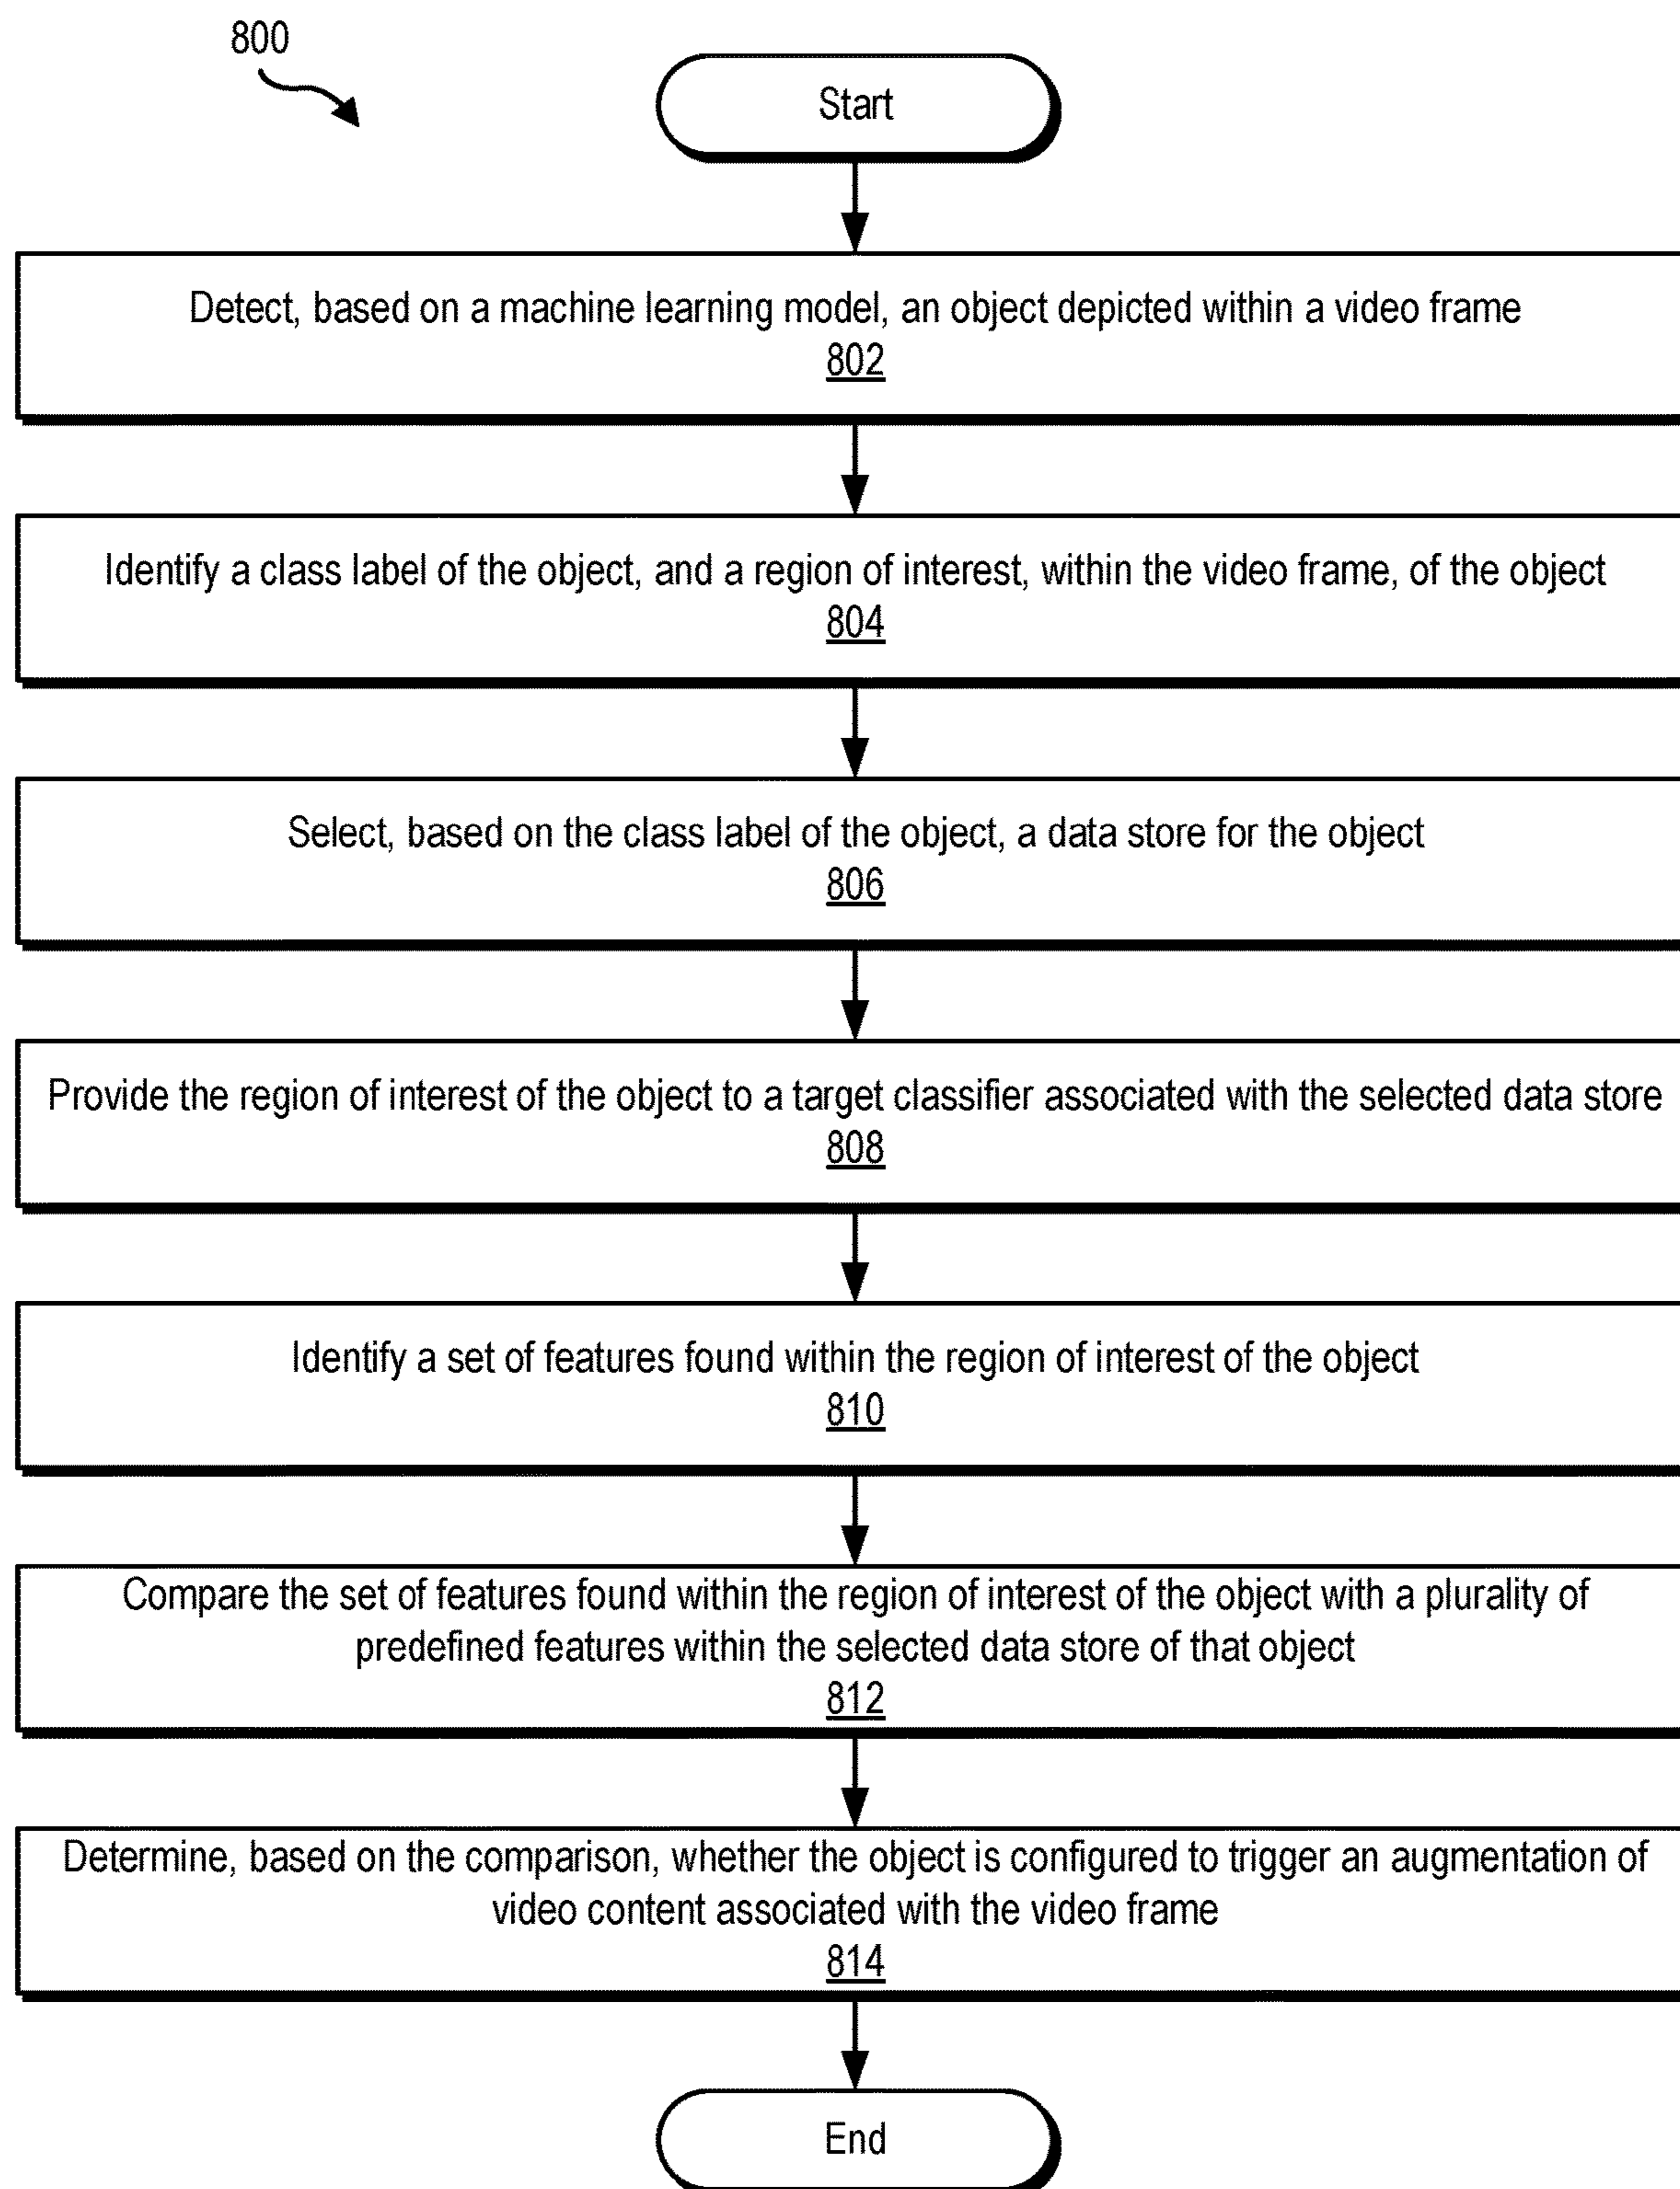 800
Start
Detect, based on a machine learning model, an object depicted within a video frame
802
Identify a class label of the object, and a region of interest, within the video frame, of the object
804
Select, based on the class label of the object, a data store for the object
806
Provide the region of interest of the object to a target classifier associated with the selected data store
808
Identify a set of features found within the region of interest of the object
810
Compare the set of features found within the region of interest of the object with a plurality of
predefined features within the selected data store of that object
812
Determine, based on the comparison, whether the object is configured to trigger an augmentation of
video content associated with the video frame
814
End